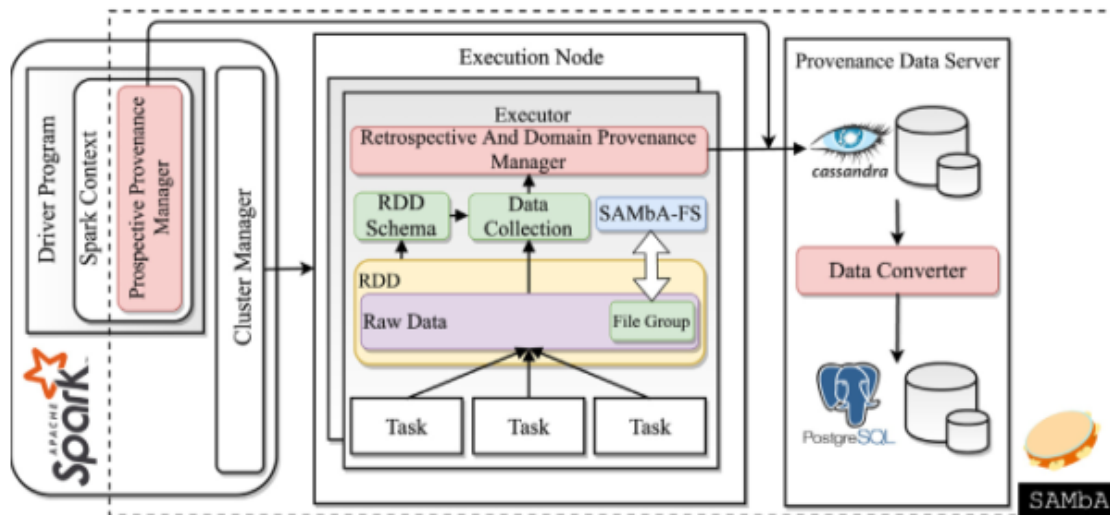 Driver Program
Spark Context
Prospective Provenance
Manager
Cluster Manager
APACHE
Spark
Execution Node
Executor
Retrospective And Domain Provenance
Manager
RDD
Schema
Data
Collection
SAMbA-FS
RDD
Raw Data
File Group
Task
Task
Task
Provenance Data Server
cassandra
Data Converter
PostgreSQL
SAMbA